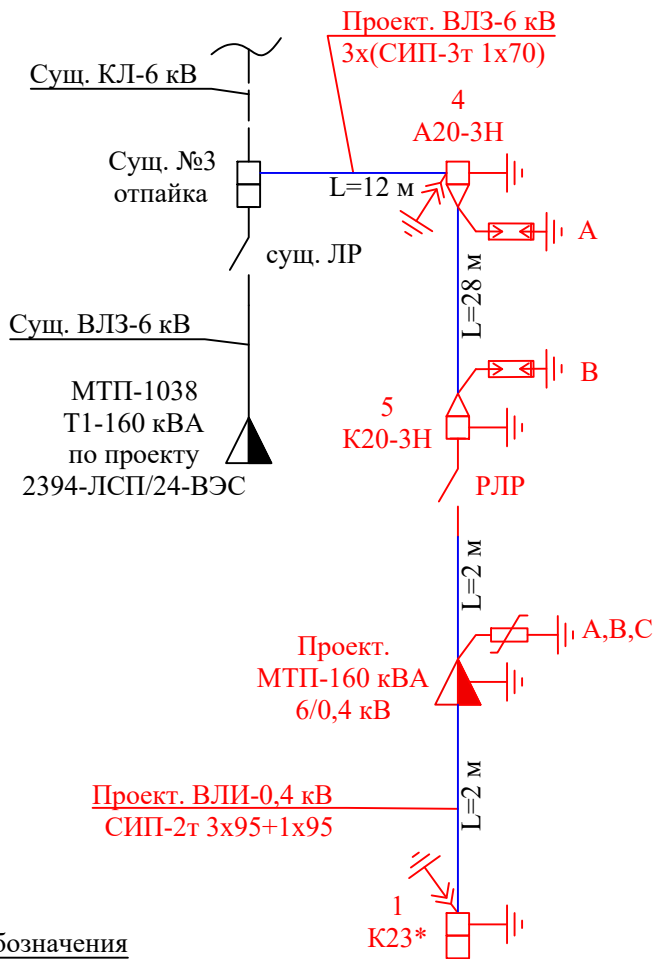 Проект. ВЛЗ-6 кВ
3х(СИП-3т 1х70)
Сущ. КЛ-6 кВ
4
А20-3Н
Сущ. №3
отпайка
L=12 м
А
сущ. ЛР
L=28 м
Сущ. ВЛЗ-6 кВ
В
МТП-1038
Т1-160 кВА
по проекту
2394-ЛСП/24-ВЭС
5
К20-3Н
РЛР
L=2 м
А,В,С
Проект.
МТП-160 кВА
6/0,4 кВ
L=2 м
Проект. ВЛИ-0,4 кВ
СИП-2т 3х95+1х95
1
К23*
бозначения